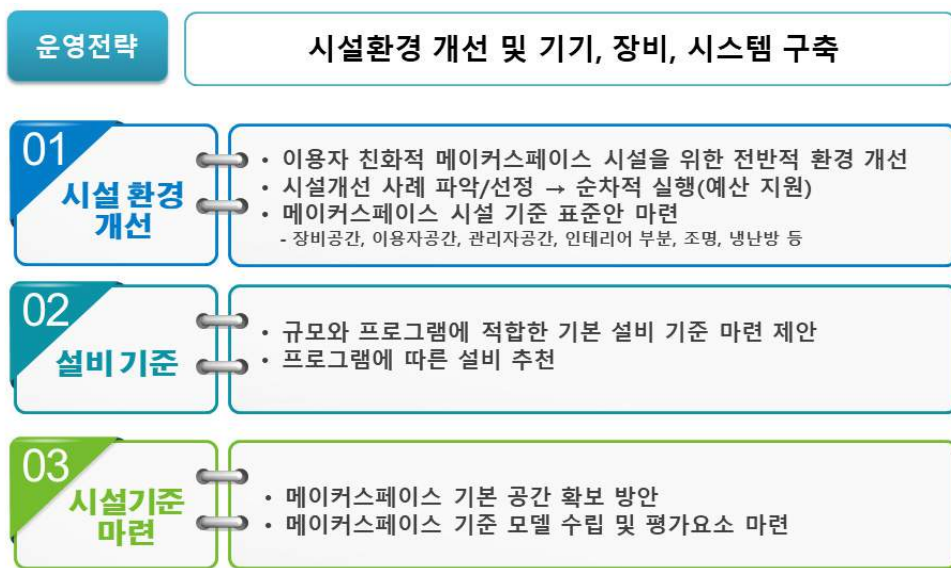 운영전략
시설환경 개선 및 기기, 장비, 시스템 구축
01
시설 환경
개선
• 이용자 친화적 메이커스페이스 시설을 위한 전반적 환경 개선
• 시설개선 사례 파악/선정 → 순차적 실행(예산 지원)
• 메이커스페이스 시설 기준 표준안 마련
- 장비공간, 이용자공간, 관리자공간, 인테리어 부분, 조명, 냉난방 등
02
설비 기준
• 규모와 프로그램에 적합한 기본 설비 기준 마련 제안
• 프로그램에 따른 설비 추천
03
시설기준
마련
• 메이커스페이스 기본 공간 확보 방안
• 메이커스페이스 기준 모델 수립 및 평가요소 마련